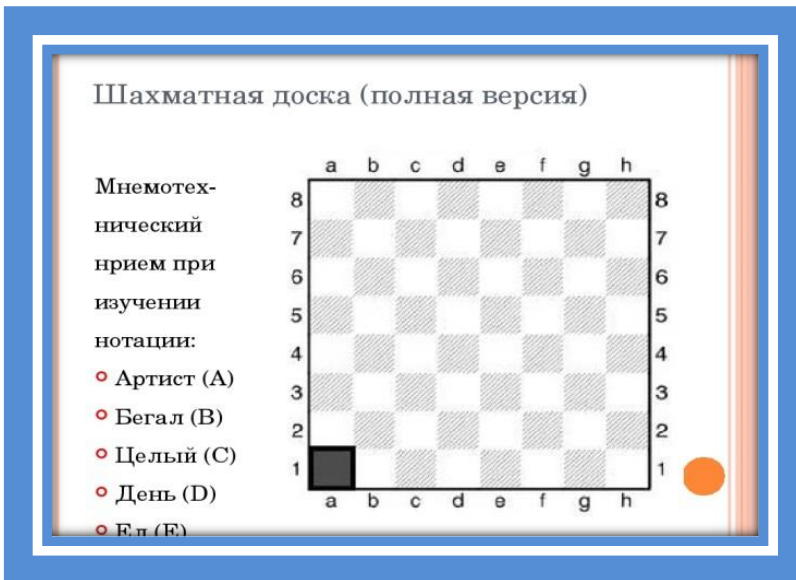 Шахматная доска (полная версия)
Мнемотех-
нический
нрием при
изучении
нотации:
Артист (A)
Бегал (B)
Целый (C)
День (D)
Ел (E)
a b c d e f g h
8 8
7 7
6 6
5 5
4 4
3 3
2 2
1 1
a b c d e f g h